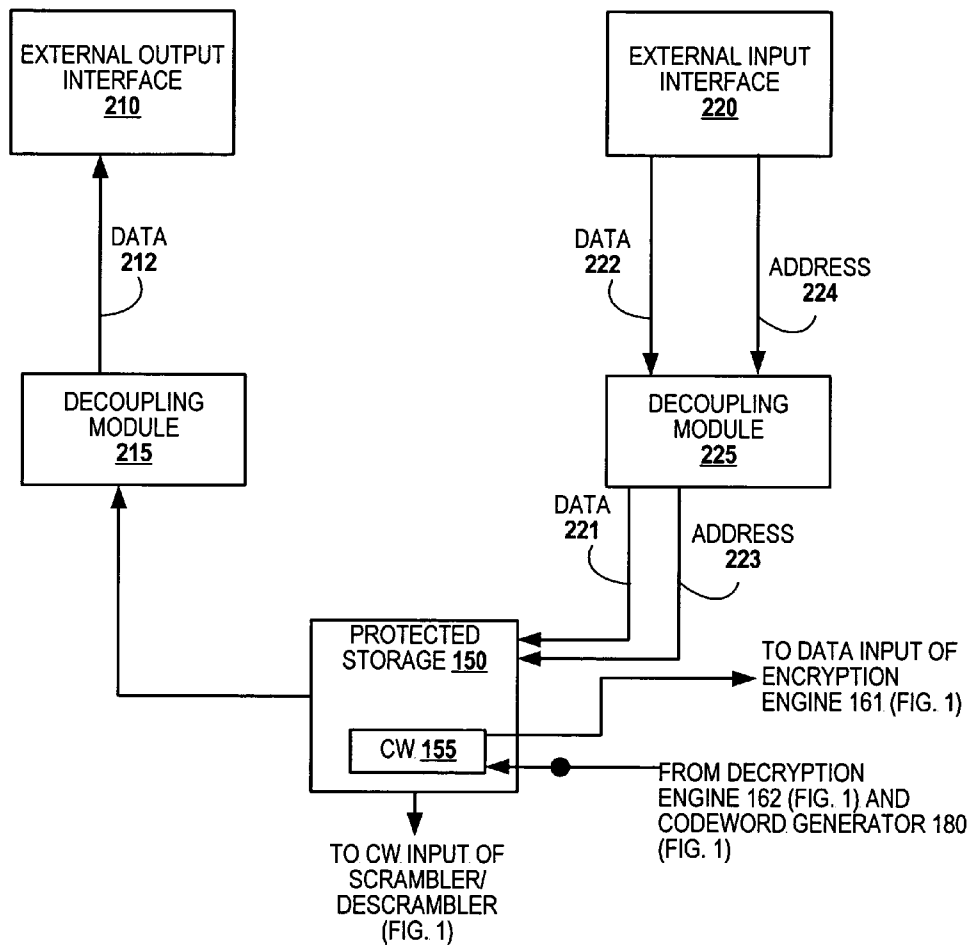 EXTERNAL OUTPUT
INTERFACE
210
EXTERNAL INPUT
INTERFACE
220
DATA
212
DATA
222
ADDRESS
224
DECOUPLING
MODULE
215
DECOUPLING
MODULE
225
DATA
221
ADDRESS
223
PROTECTED
STORAGE 150
CW 155
TO DATA INPUT OF
ENCRYPTION
ENGINE 161 (FIG. 1)
FROM DECRYPTION
ENGINE 162 (FIG. 1) AND
CODEWORD GENERATOR 180
(FIG. 1)
TO CW INPUT OF
SCRAMBLER/
DESCRAMBLER
(FIG. 1)